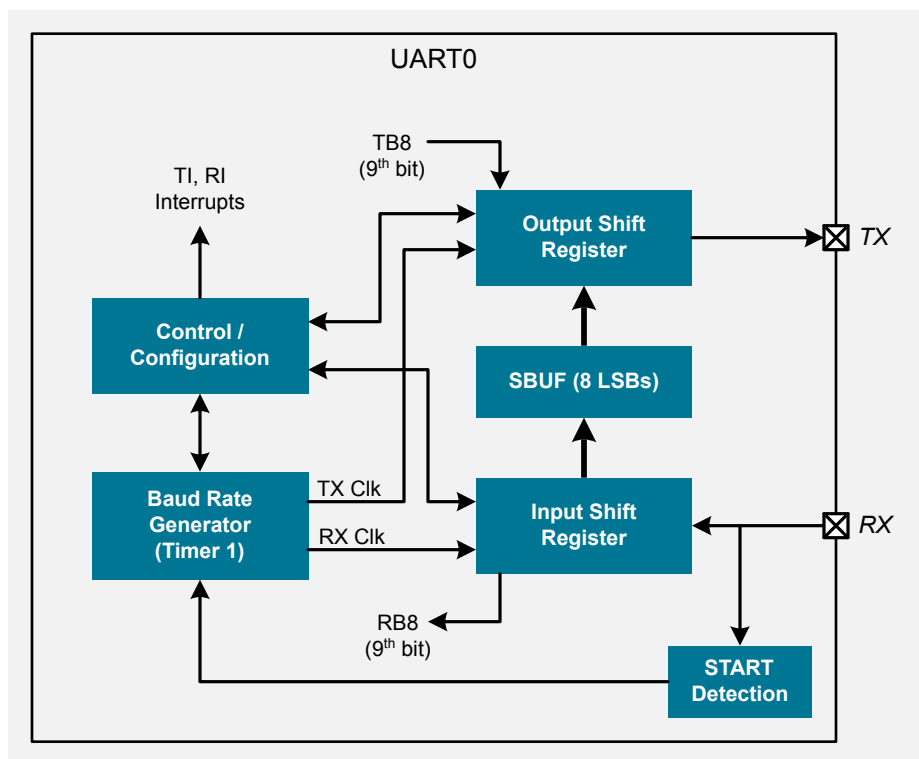 UART0
TB8
(9th bit)
TI, RI
Interrupts
Output Shift
Register
TX
Control /
Configuration
SBUF (8 LSBs)
Baud Rate
Generator
(Timer 1)
TX Clk
RX Clk
Input Shift
Register
RX
RB8
(9th bit)
START
Detection